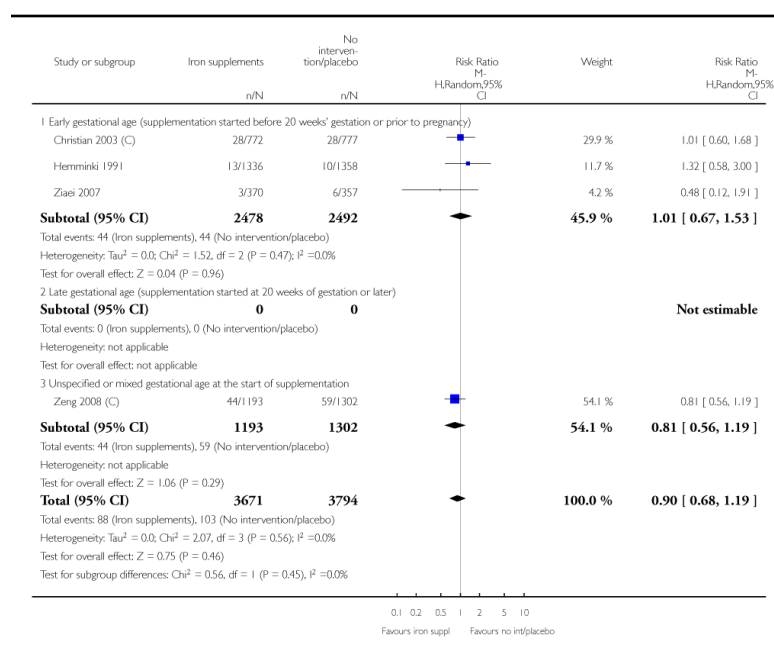 Study or subgroup Iron supplements No interven-tion/placebo Risk Ratio Weight Risk Ratio
n/N n/N M-H,Random,95% CI M-H,Random,95% CI
1 Early gestational age (supplementation started before 20 weeks' gestation or prior to pregnancy)
Christian 2003 (C) 28/772 28/777 29.9 % 1.01 [ 0.60, 1.68 ]
Hemminki 1991 13/1336 10/1358 11.7 % 1.32 [ 0.58, 3.00 ]
Ziaei 2007 3/370 6/357 4.2 % 0.48 [ 0.12, 1.91 ]
Subtotal (95% CI) 2478 2492 45.9 % 1.01 [ 0.67, 1.53 ]
Total events: 44 (Iron supplements), 44 (No intervention/placebo)
Heterogeneity: Tau² = 0.0; Chi² = 1.52, df = 2 (P = 0.47); I² =0.0%
Test for overall effect: Z = 0.04 (P = 0.96)
2 Late gestational age (supplementation started at 20 weeks of gestation or later)
Subtotal (95% CI) 0 0 Not estimable
Total events: 0 (Iron supplements), 0 (No intervention/placebo)
Heterogeneity: not applicable
Test for overall effect: not applicable
3 Unspecified or mixed gestational age at the start of supplementation
Zeng 2008 (C) 44/1193 59/1302 54.1 % 0.81 [ 0.56, 1.19 ]
Subtotal (95% CI) 1193 1302 54.1 % 0.81 [ 0.56, 1.19 ]
Total events: 44 (Iron supplements), 59 (No intervention/placebo)
Heterogeneity: not applicable
Test for overall effect: Z = 1.06 (P = 0.29)
Total (95% CI) 3671 3794 100.0 % 0.90 [ 0.68, 1.19 ]
Total events: 88 (Iron supplements), 103 (No intervention/placebo)
Heterogeneity: Tau² = 0.0; Chi² = 2.07, df = 3 (P = 0.56); I² =0.0%
Test for overall effect: Z = 0.75 (P = 0.46)
Test for subgroup differences: Chi² = 0.56, df = 1 (P = 0.45), I² =0.0%
0.1 0.2 0.5 1 2 5 10
Favours iron suppl Favours no int/placebo